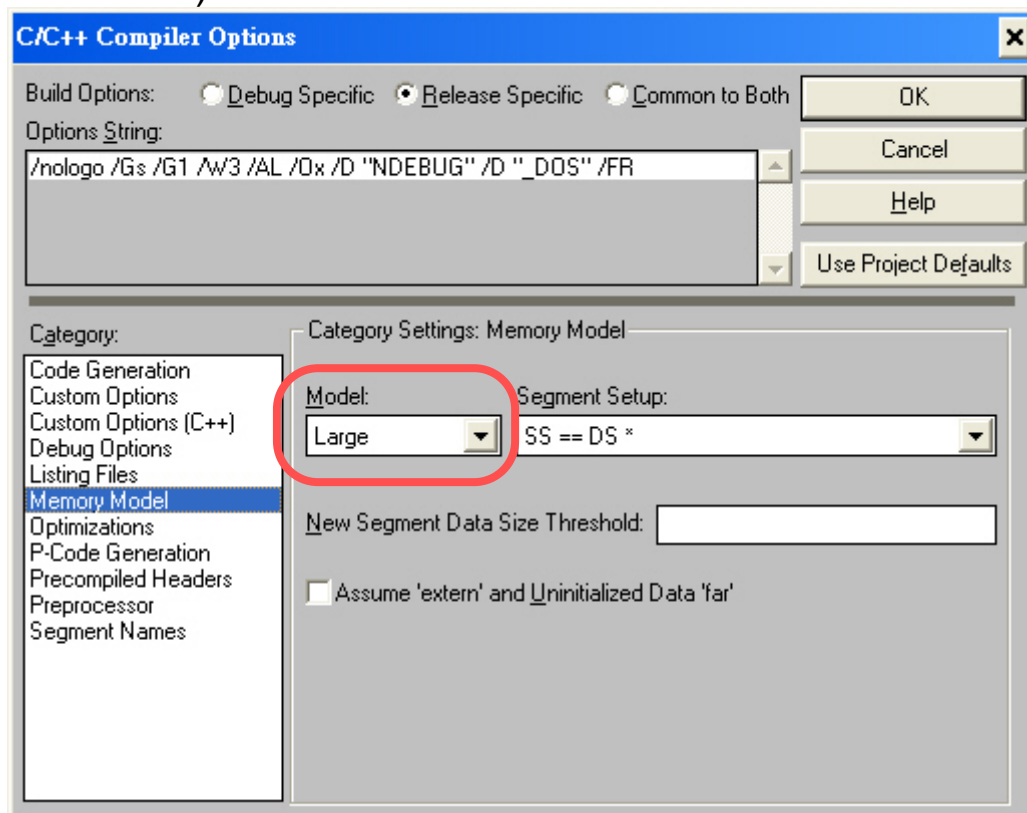 C/C++ Compiler Options
Build Options: Debug Specific Release Specific Common to Both
OK
Options String:
/nologo /Gs /G1 /W3 /AL /Ox /D "NDEBUG" /D "_DOS" /FR
Cancel
Help
Use Project Defaults
Category:
Code Generation
Custom Options
Custom Options (C++)
Debug Options
Listing Files
Memory Model
Optimizations
P-Code Generation
Precompiled Headers
Preprocessor
Segment Names
Category Settings: Memory Model
Model: Segment Setup:
Large SS == DS *
New Segment Data Size Threshold:
Assume 'extern' and Uninitialized Data 'far'